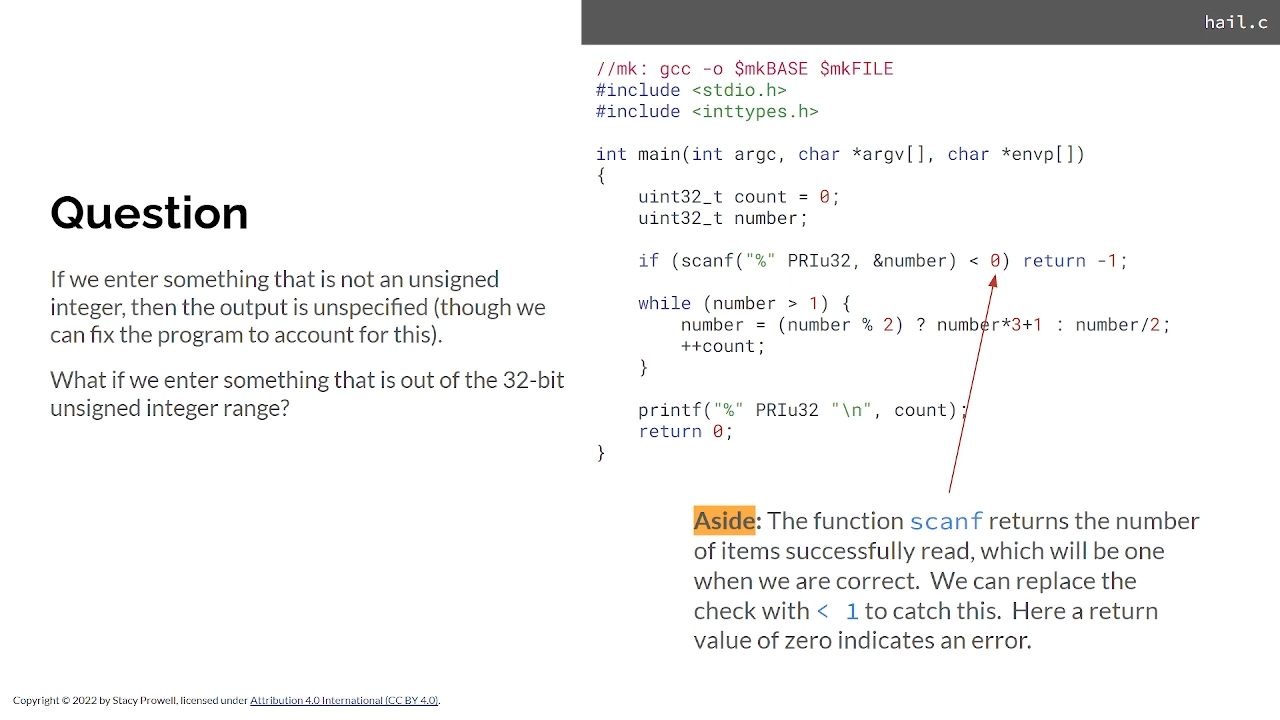 hail.c
Question
If we enter something that is not an unsigned
integer, then the output is unspecified (though we
can fix the program to account for this).
What if we enter something that is out of the 32-bit
unsigned integer range?
//mk: gcc -o $mkBASE $mkFILE
#include <stdio.h>
#include <inttypes.h>
int main(int argc, char *argv[], char *envp[])
{
    uint32_t count = 0;
    uint32_t number;
    if (scanf("%" PRIu32, &number) < 0) return -1;
    while (number > 1) {
        number = (number % 2) ? number*3+1 : number/2;
        ++count;
    }
    printf("%" PRIu32 "\n", count);
    return 0;
}
Aside: The function scanf returns the number
of items successfully read, which will be one
when we are correct. We can replace the
check with < 1 to catch this. Here a return
value of zero indicates an error.
Copyright © 2022 by Stacy Prowell, licensed under Attribution 4.0 International (CC BY 4.0).